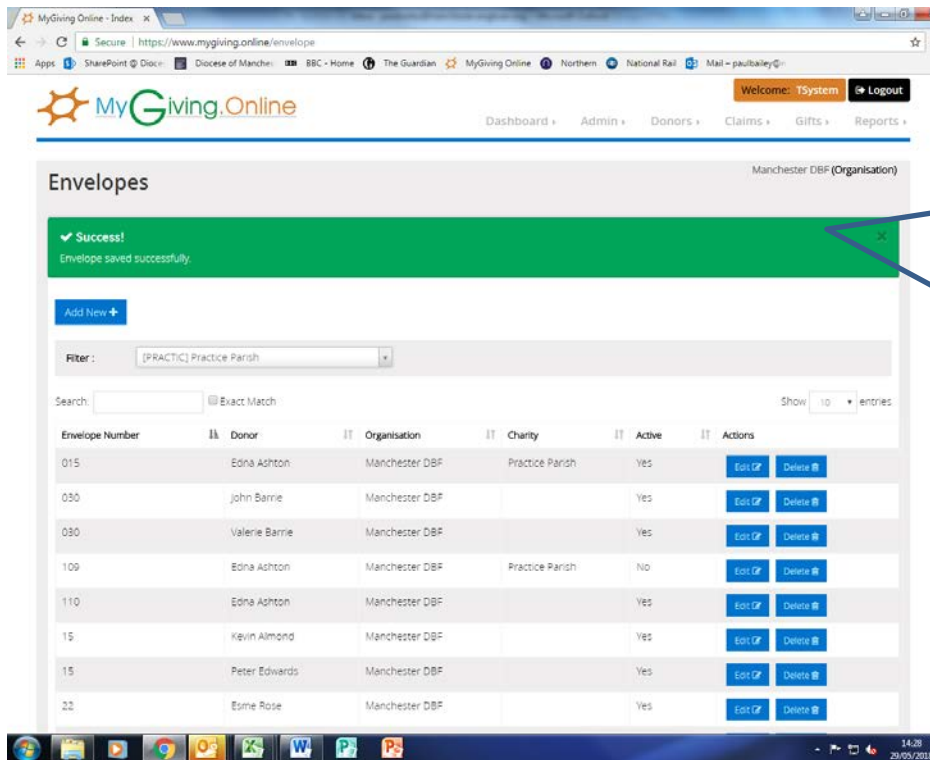 MyGiving Online - Index
Secure | https://www.mygiving.online/envelope
Apps SharePoint @ Dioce Diocese of Manches BBC - Home The Guardian MyGiving Online Northern National Rail Mail – paulbailey@
MyGiving.Online
Welcome: TSystem Logout
Dashboard Admin Donors Claims Gifts Reports
Envelopes
Manchester DBF (Organisation)
Success!
Envelope saved successfully.
Add New
Filter : [PRACTIC] Practice Parish
Search: Exact Match Show 10 entries
Envelope Number Donor Organisation Charity Active Actions
015 Edna Ashton Manchester DBF Practice Parish Yes Edit Delete
030 John Barrie Manchester DBF Yes Edit Delete
030 Valerie Barrie Manchester DBF Yes Edit Delete
109 Edna Ashton Manchester DBF Practice Parish No Edit Delete
110 Edna Ashton Manchester DBF Yes Edit Delete
15 Kevin Almond Manchester DBF Yes Edit Delete
15 Peter Edwards Manchester DBF Yes Edit Delete
22 Esme Rose Manchester DBF Yes Edit Delete
14:28